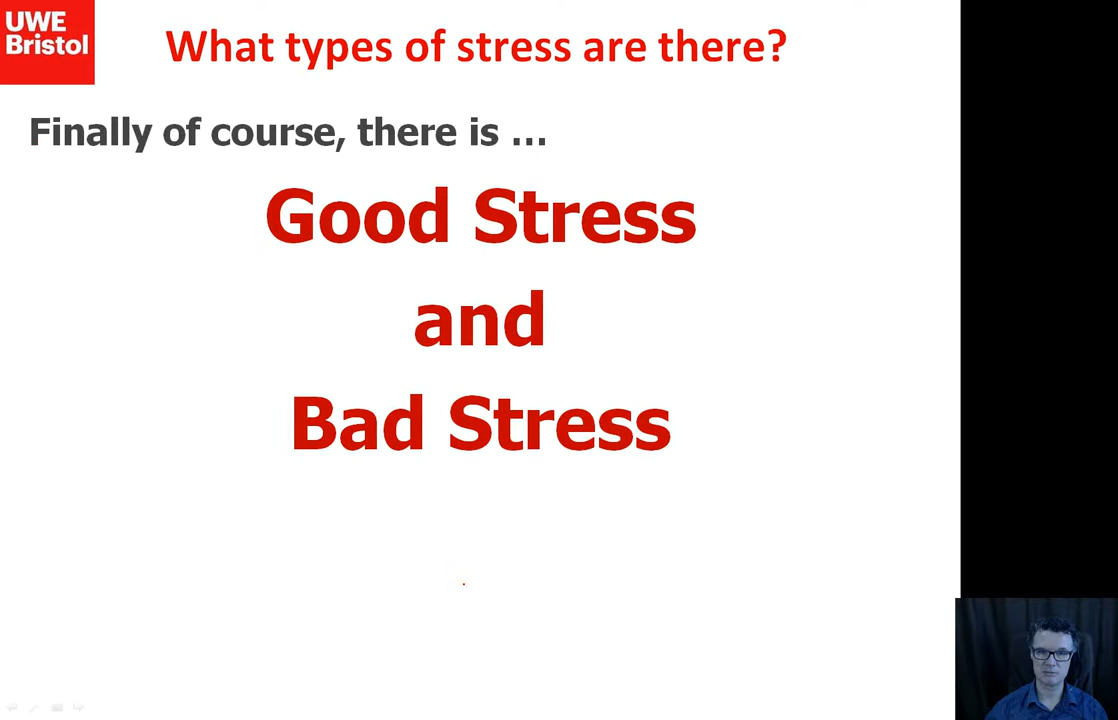 UWE
Bristol
What types of stress are there?
Finally of course, there is …
Good Stress
and
Bad Stress